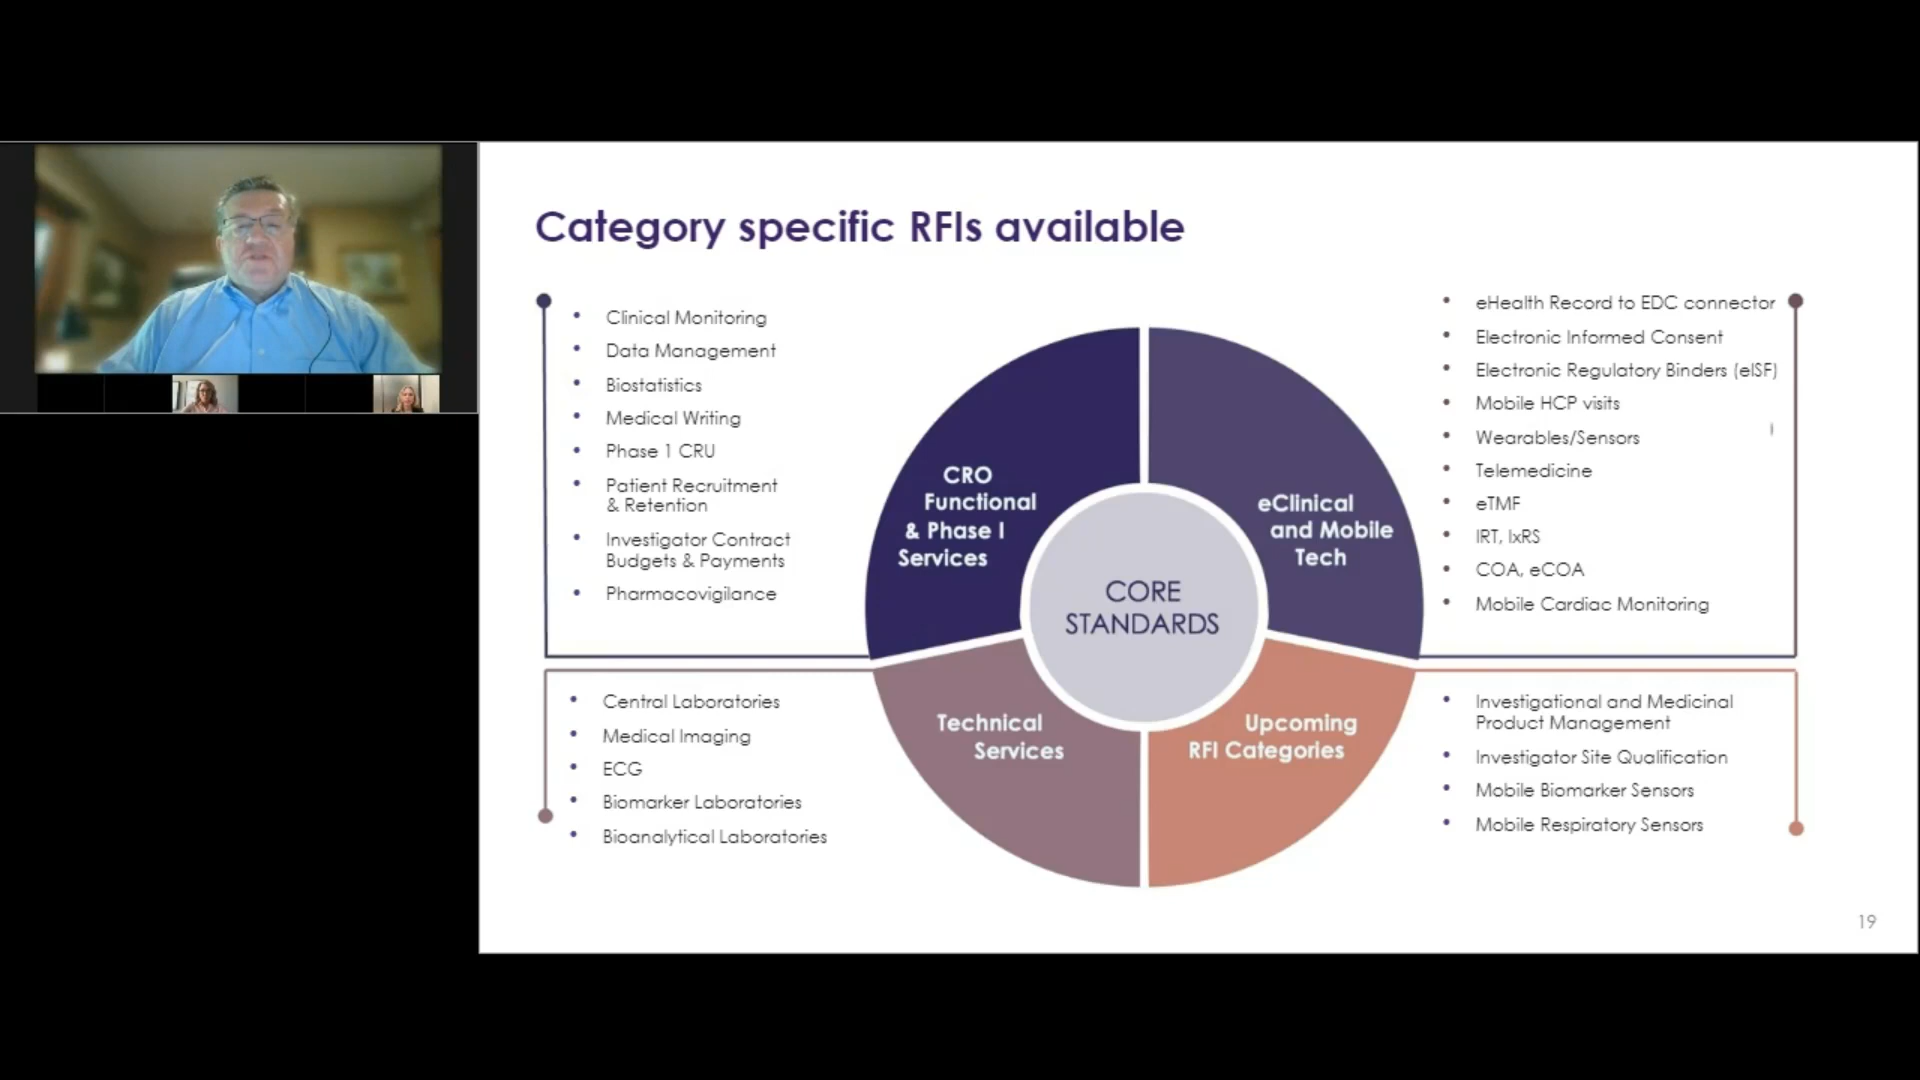 Category specific RFIs available
• Clinical Monitoring
• Data Management
• Biostatistics
• Medical Writing
• Phase 1 CRU
• Patient Recruitment
& Retention
• Investigator Contract
Budgets & Payments
• Pharmacovigilance
CRO
Functional
& Phase I
Services
eClinical
and Mobile
Tech
• eHealth Record to EDC connector
• Electronic Informed Consent
• Electronic Regulatory Binders (eISF)
• Mobile HCP visits
• Wearables/Sensors
• Telemedicine
• eTMF
• IRT, IxRS
• COA, eCOA
• Mobile Cardiac Monitoring
CORE
STANDARDS
• Central Laboratories
• Medical Imaging
• ECG
• Biomarker Laboratories
• Bioanalytical Laboratories
Technical
Services
Upcoming
RFI Categories
• Investigational and Medicinal
Product Management
• Investigator Site Qualification
• Mobile Biomarker Sensors
• Mobile Respiratory Sensors
19